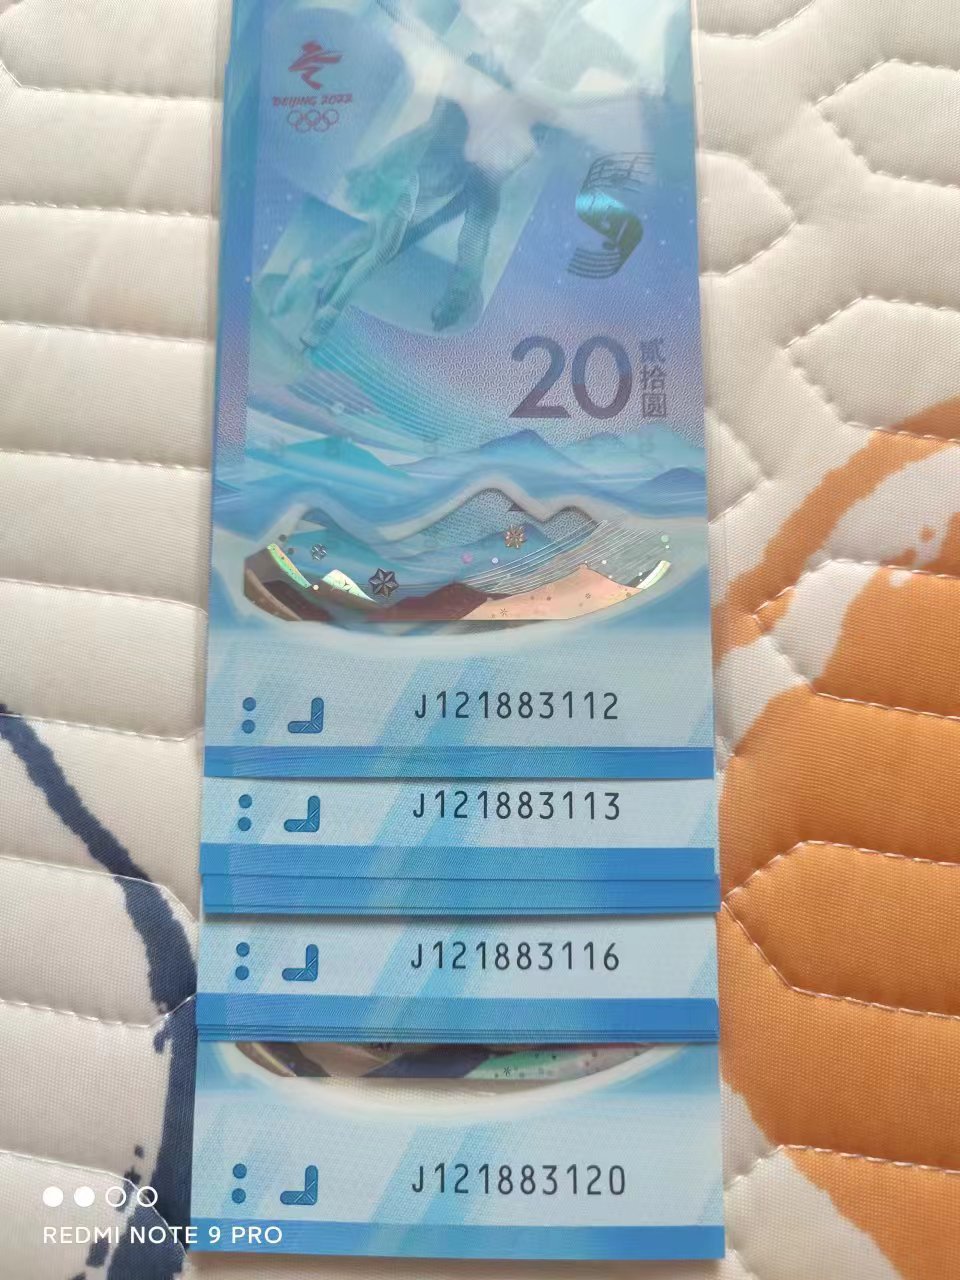 BEIJING 2022
20
贰拾圆
J121883112
J121883113
J121883116
J121883120
REDMI NOTE 9 PRO